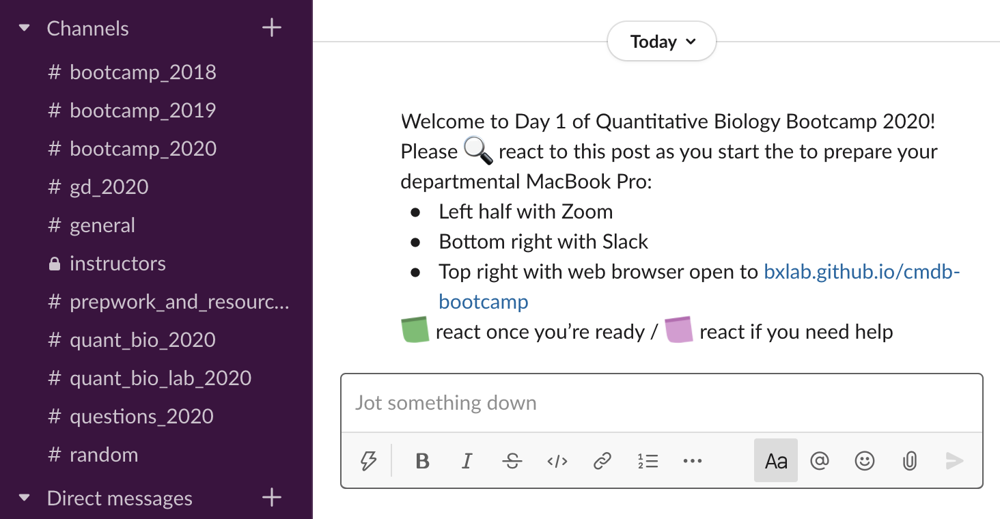 Channels
# bootcamp_2018
# bootcamp_2019
# bootcamp_2020
# gd_2020
# general
instructors
# prepwork_and_resourc...
# quant_bio_2020
# quant_bio_lab_2020
# questions_2020
# random
Direct messages
Today
Welcome to Day 1 of Quantitative Biology Bootcamp 2020!
Please 🔍 react to this post as you start the to prepare your
departmental MacBook Pro:
● Left half with Zoom
● Bottom right with Slack
● Top right with web browser open to bxlab.github.io/cmdb-
bootcamp
react once you’re ready / react if you need help
Jot something down
B I S </> 1 2 ••• Aa @